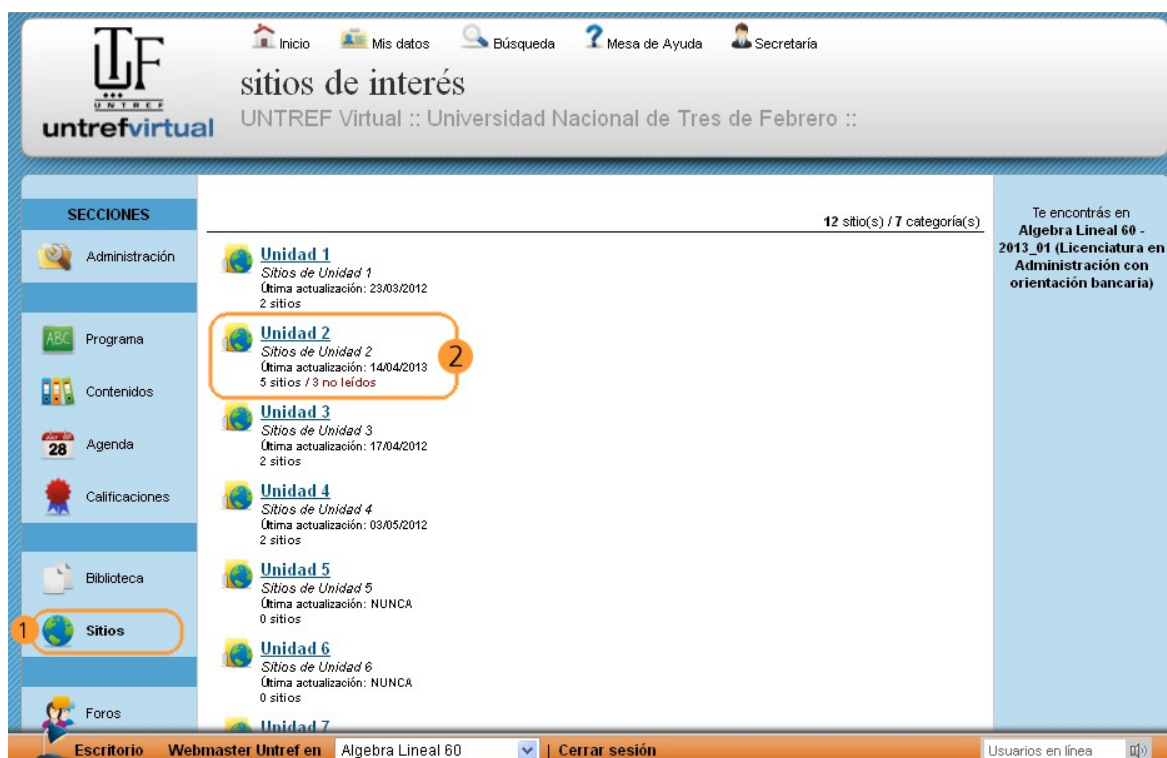 Inicio Mis datos Búsqueda ? Mesa de Ayuda Secretaría
UTF
UNTREF
untrefvirtual
sitios de interés
UNTREF Virtual :: Universidad Nacional de Tres de Febrero ::
SECCIONES
Administración
ABC Programa
Contenidos
28 Agenda
Calificaciones
Biblioteca
1 Sitios
Foros
12 sitio(s) / 7 categoría(s)
Unidad 1
Sitios de Unidad 1
Última actualización: 23/03/2012
2 sitios
Unidad 2
Sitios de Unidad 2
Última actualización: 14/04/2013
5 sitios / 3 no leídos
2
Unidad 3
Sitios de Unidad 3
Última actualización: 17/04/2012
2 sitios
Unidad 4
Sitios de Unidad 4
Última actualización: 03/05/2012
2 sitios
Unidad 5
Sitios de Unidad 5
Última actualización: NUNCA
0 sitios
Unidad 6
Sitios de Unidad 6
Última actualización: NUNCA
0 sitios
Unidad 7
Te encontrás en
Algebra Lineal 60 -
2013_01 (Licenciatura en
Administración con
orientación bancaria)
Escritorio Webmaster Untref en Algebra Lineal 60 | Cerrar sesión Usuarios en línea